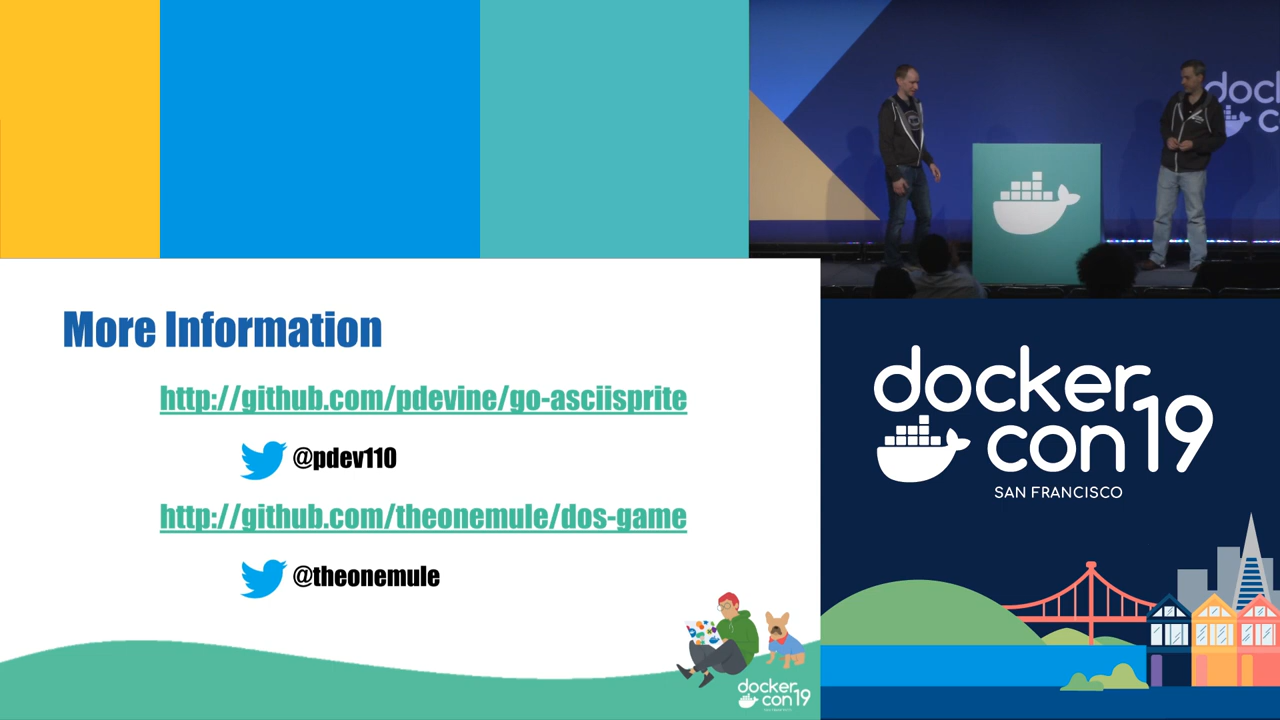 docl
c
More Information
http://github.com/pdevine/go-asciisprite
@pdev110
http://github.com/theonemule/dos-game
@theonemule
docker
con 19
docker
con 19
SAN FRANCISCO